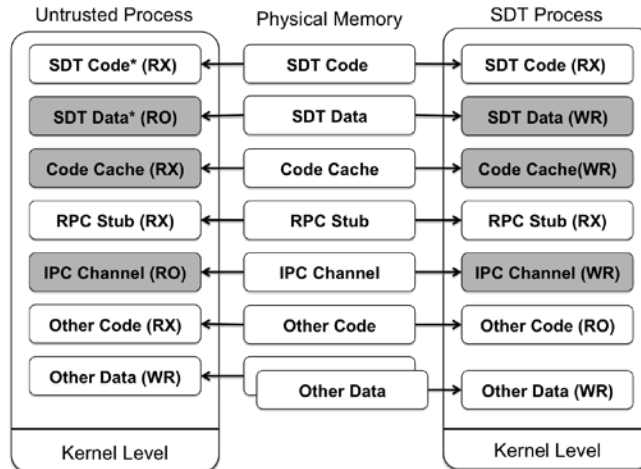 Untrusted Process Physical Memory SDT Process
SDT Code* (RX) SDT Code SDT Code (RX)
SDT Data* (RO) SDT Data SDT Data (WR)
Code Cache (RX) Code Cache Code Cache(WR)
RPC Stub (RX) RPC Stub RPC Stub (RX)
IPC Channel (RO) IPC Channel IPC Channel (WR)
Other Code (RX) Other Code Other Code (RO)
Other Data (WR) Other Data Other Data (WR)
Kernel Level Kernel Level